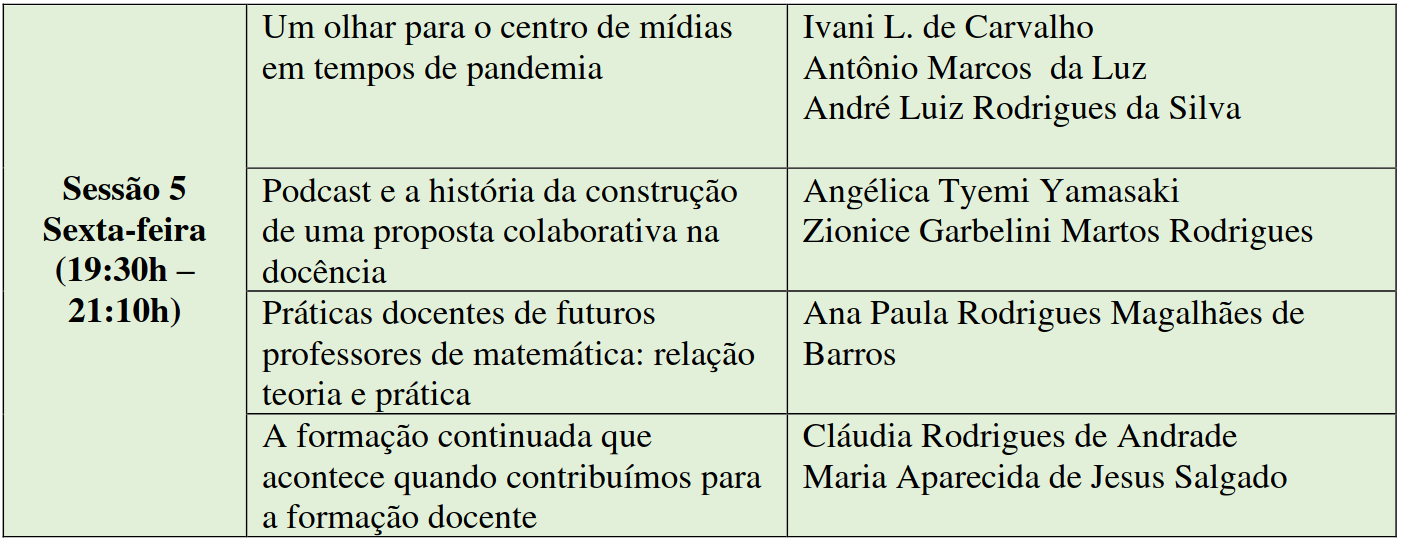 Sessão 5
Sexta-feira
(19:30h –
21:10h)
Um olhar para o centro de mídias
em tempos de pandemia
Ivani L. de Carvalho
Antônio Marcos  da Luz
André Luiz Rodrigues da Silva
Podcast e a história da construção
de uma proposta colaborativa na
docência
Angélica Tyemi Yamasaki
Zionice Garbelini Martos Rodrigues
Práticas docentes de futuros
professores de matemática: relação
teoria e prática
Ana Paula Rodrigues Magalhães de
Barros
A formação continuada que
acontece quando contribuímos para
a formação docente
Cláudia Rodrigues de Andrade
Maria Aparecida de Jesus Salgado